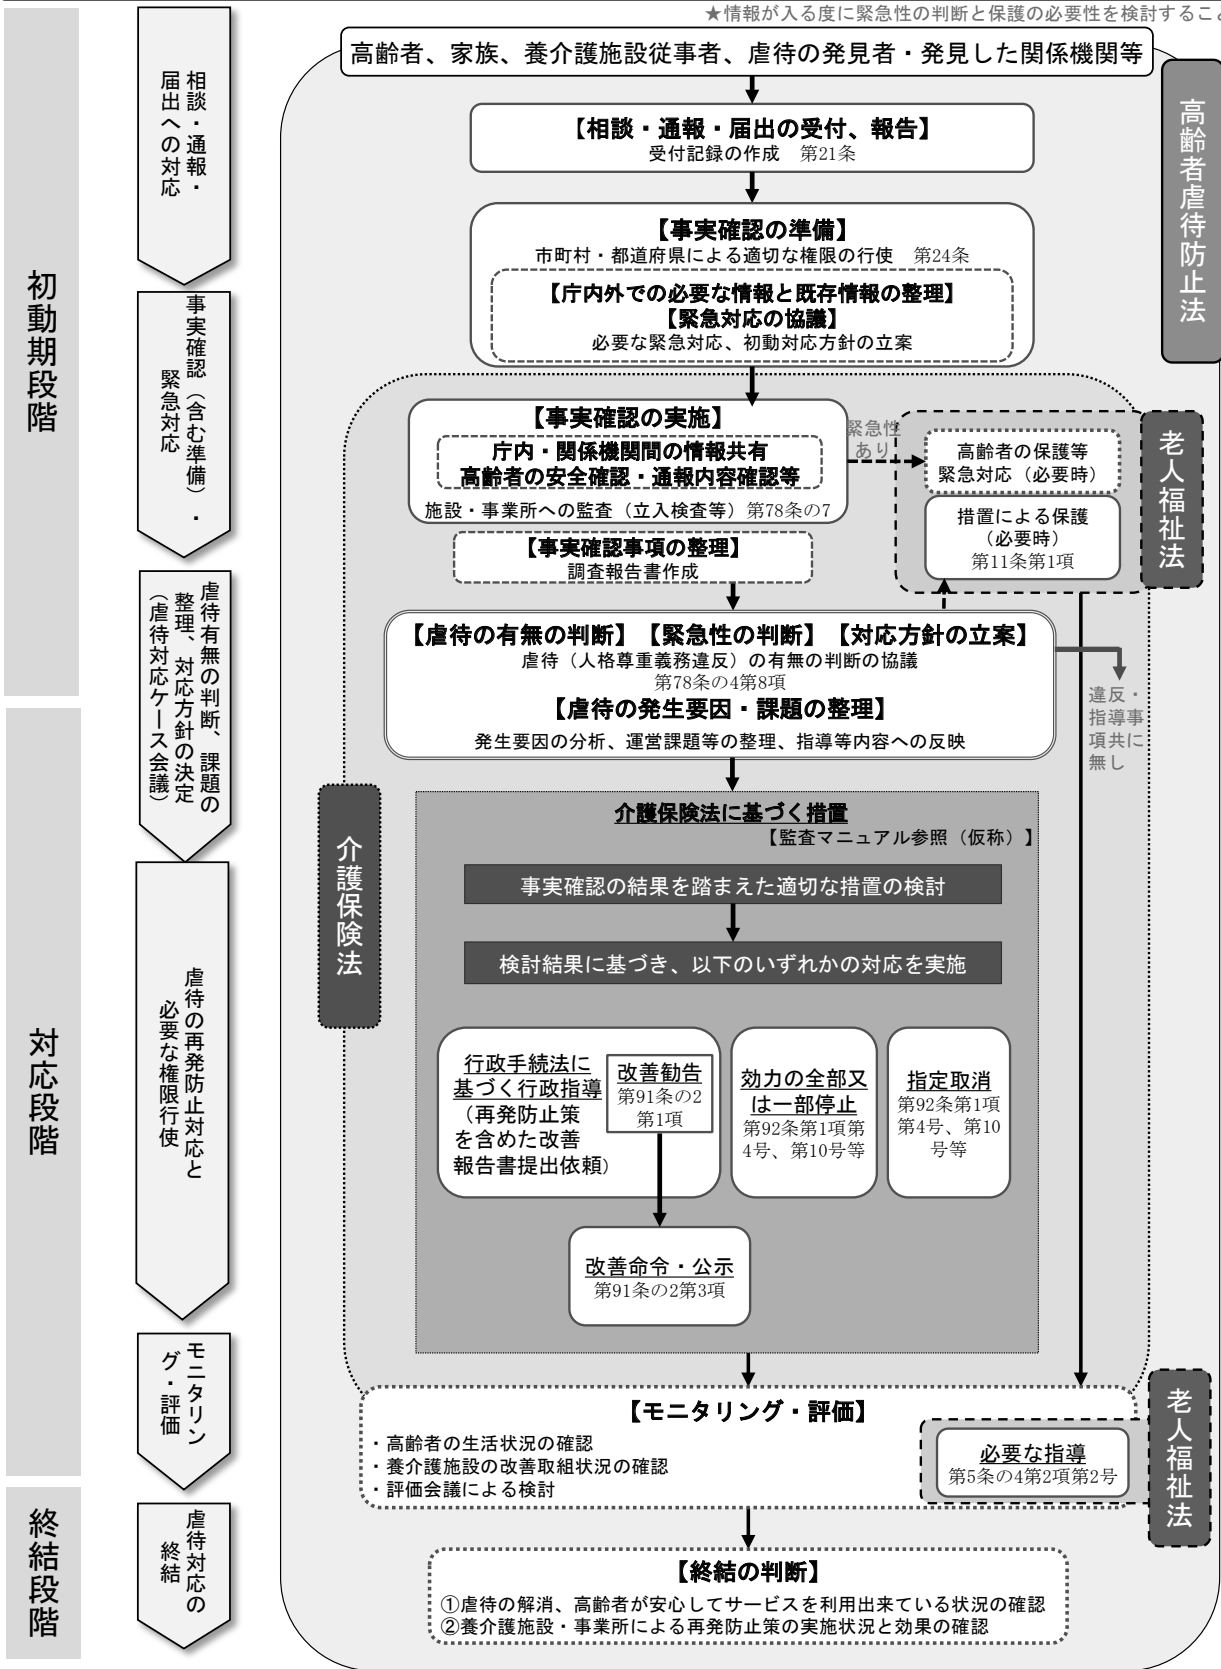 ★情報が入る度に緊急性の判断と保護の必要性を検討するこ
初動期段階
対応段階
終結段階
相談・通報・
届出への対応
事実確認（含む準備）・
緊急対応
虐待有無の判断、課題の
整理、対応方針の決定
（虐待対応ケース会議）
虐待の再発防止対応と
必要な権限行使
モニタリン
グ・評価
虐待対応の
終結
高齢者、家族、養介護施設従事者、虐待の発見者・発見した関係機関等
高齢者虐待防止法
【相談・通報・届出の受付、報告】
受付記録の作成　第21条
【事実確認の準備】
市町村・都道府県による適切な権限の行使　第24条
【庁内外での必要な情報と既存情報の整理】
【緊急対応の協議】
必要な緊急対応、初動対応方針の立案
【事実確認の実施】
庁内・関係機関間の情報共有
高齢者の安全確認・通報内容確認等
施設・事業所への監査（立入検査等）第78条の7
緊急性
あり
高齢者の保護等
緊急対応（必要時）
措置による保護
（必要時）
第11条第1項
老人福祉法
【事実確認事項の整理】
調査報告書作成
【虐待の有無の判断】【緊急性の判断】【対応方針の立案】
虐待（人格尊重義務違反）の有無の判断の協議
第78条の4第8項
【虐待の発生要因・課題の整理】
発生要因の分析、運営課題等の整理、指導等内容への反映
違反・
指導事
項共に
無し
介護保険法
介護保険法に基づく措置
【監査マニュアル参照（仮称）】
事実確認の結果を踏まえた適切な措置の検討
検討結果に基づき、以下のいずれかの対応を実施
行政手続法に
基づく行政指導
（再発防止策
を含めた改善
報告書提出依頼）
改善勧告
第91条の2
第1項
効力の全部又
は一部停止
第92条第1項第
4号、第10号等
指定取消
第92条第1項
第4号、第10
号等
改善命令・公示
第91条の2第3項
【モニタリング・評価】
・高齢者の生活状況の確認
・養介護施設の改善取組状況の確認
・評価会議による検討
必要な指導
第5条の4第2項第2号
老人福祉法
【終結の判断】
①虐待の解消、高齢者が安心してサービスを利用出来ている状況の確認
②養介護施設・事業所による再発防止策の実施状況と効果の確認